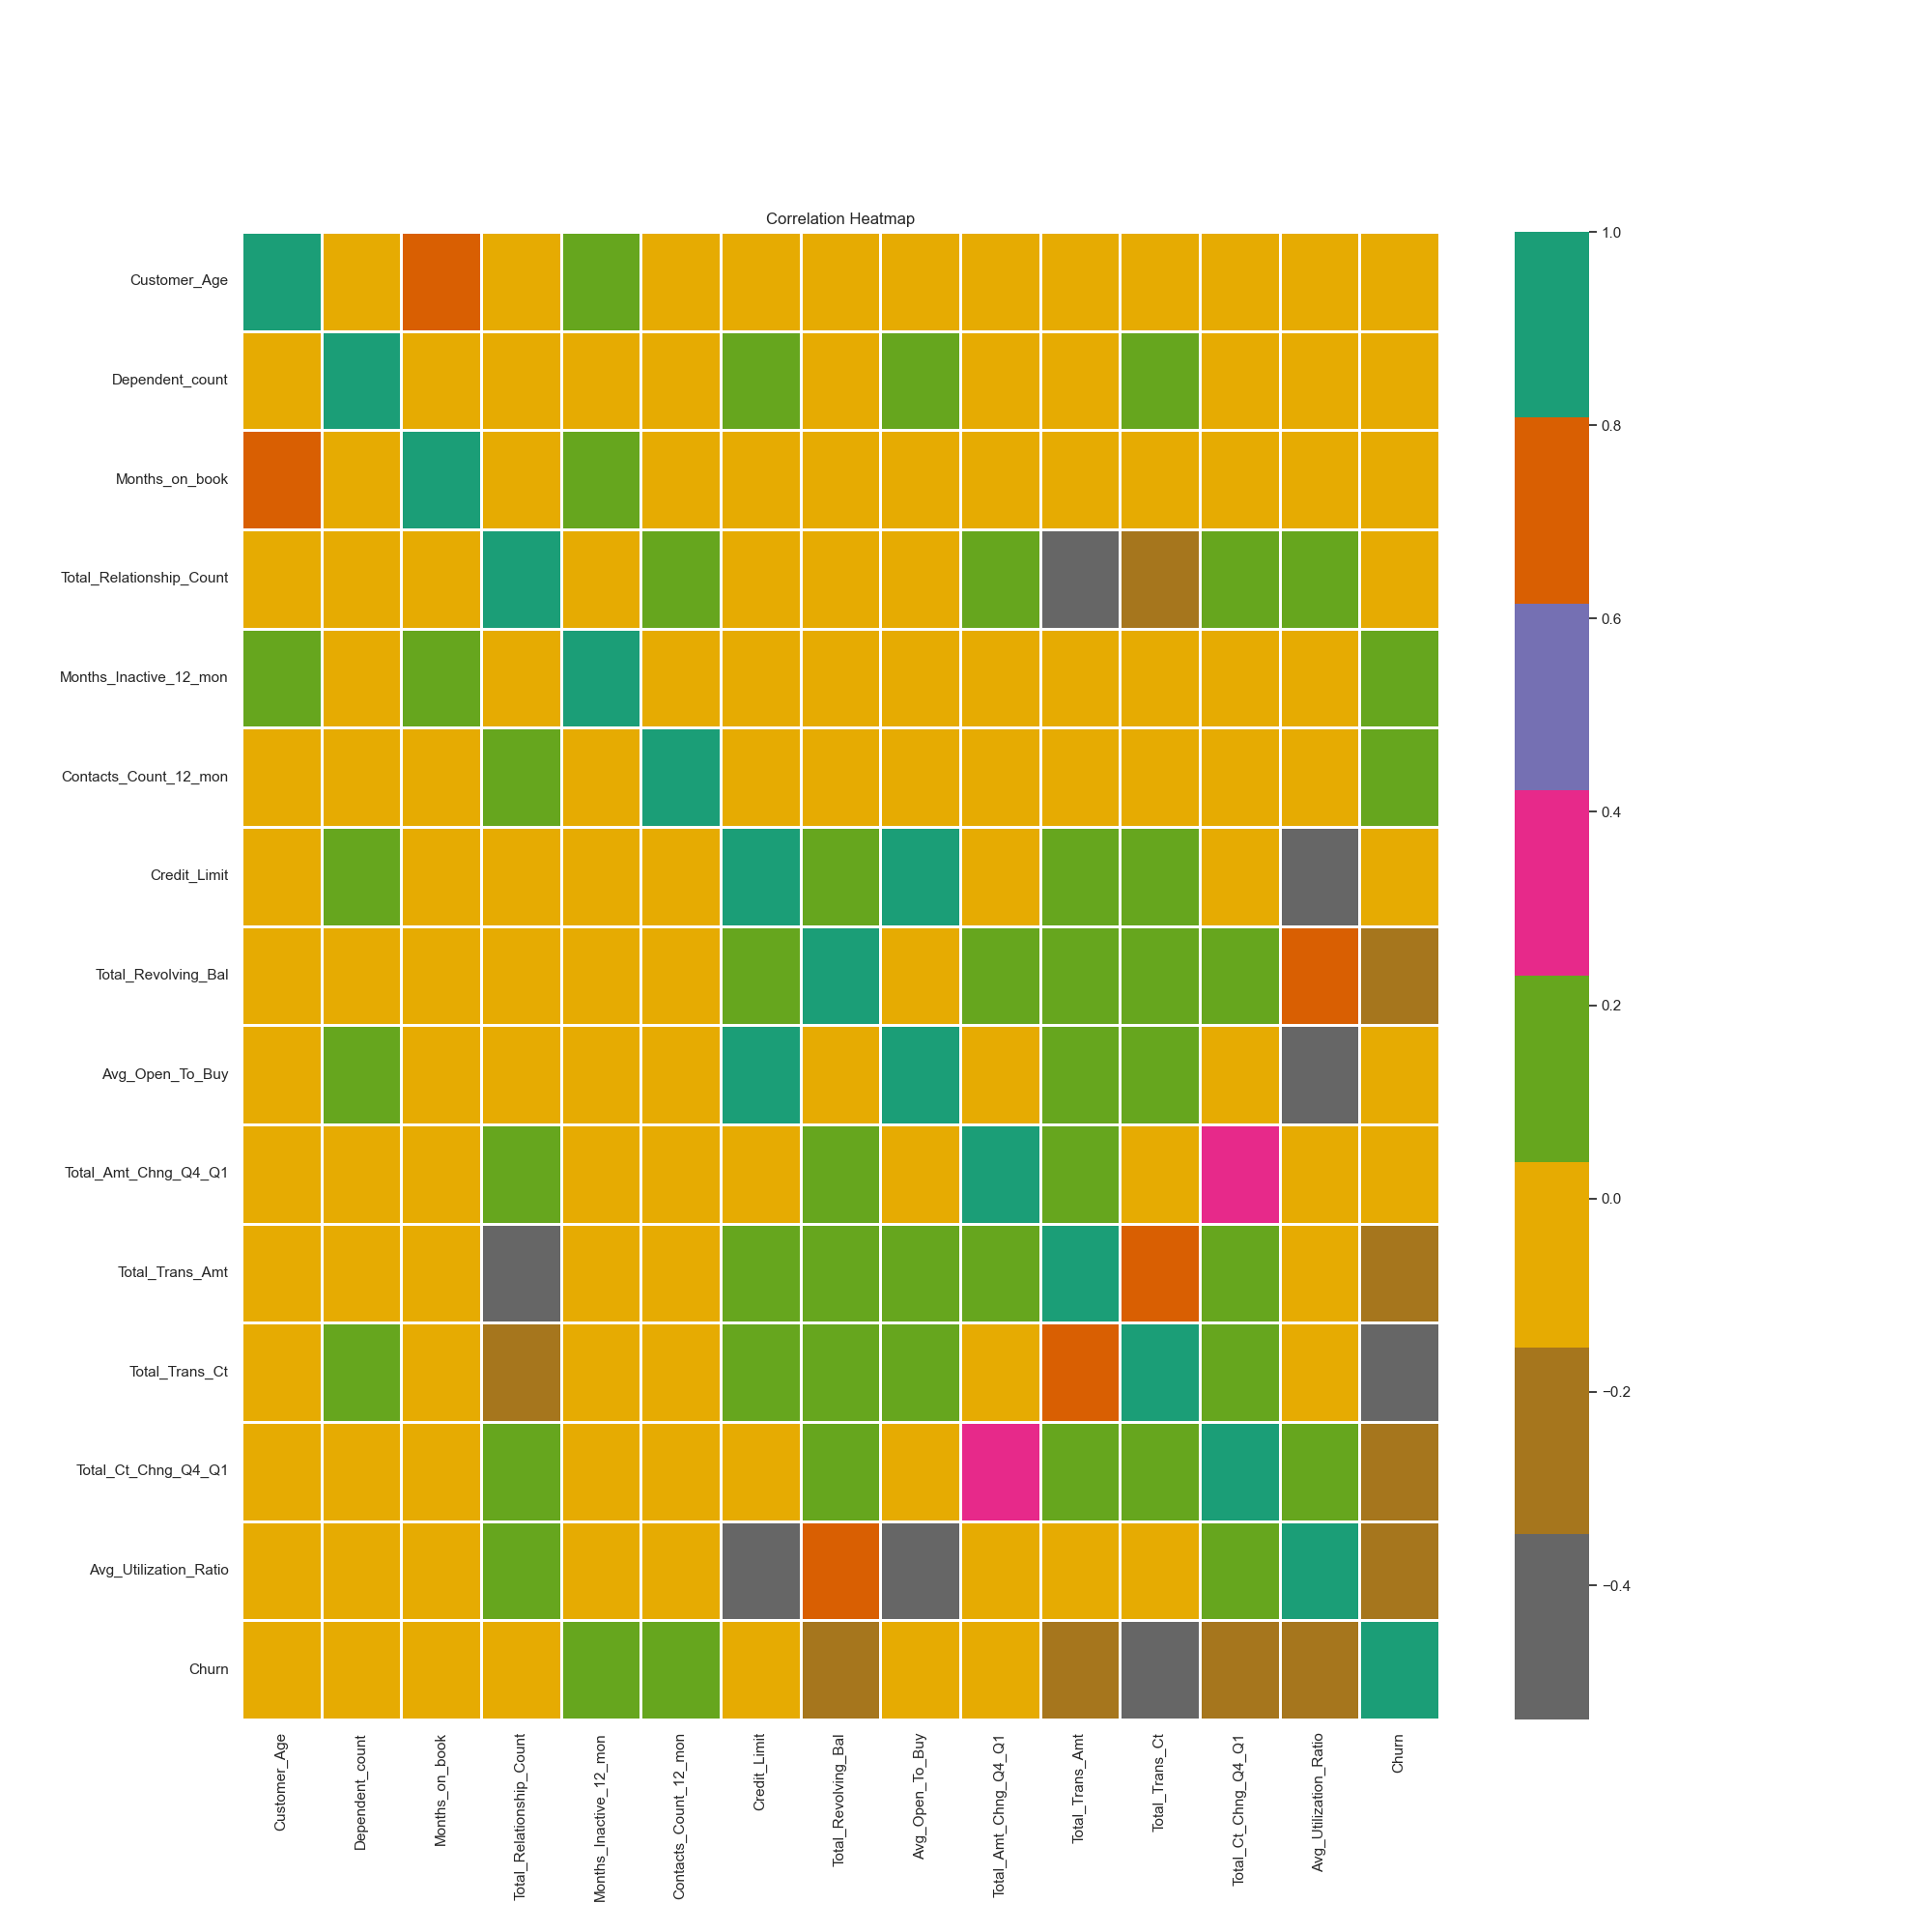 Correlation Heatmap
Customer_Age
Dependent_count
Months_on_book
Total_Relationship_Count
Months_Inactive_12_mon
Contacts_Count_12_mon
Credit_Limit
Total_Revolving_Bal
Avg_Open_To_Buy
Total_Amt_Chng_Q4_Q1
Total_Trans_Amt
Total_Trans_Ct
Total_Ct_Chng_Q4_Q1
Avg_Utilization_Ratio
Churn
Customer_Age
Dependent_count
Months_on_book
Total_Relationship_Count
Months_Inactive_12_mon
Contacts_Count_12_mon
Credit_Limit
Total_Revolving_Bal
Avg_Open_To_Buy
Total_Amt_Chng_Q4_Q1
Total_Trans_Amt
Total_Trans_Ct
Total_Ct_Chng_Q4_Q1
Avg_Utilization_Ratio
Churn
1.0
0.8
0.6
0.4
0.2
0.0
−0.2
−0.4